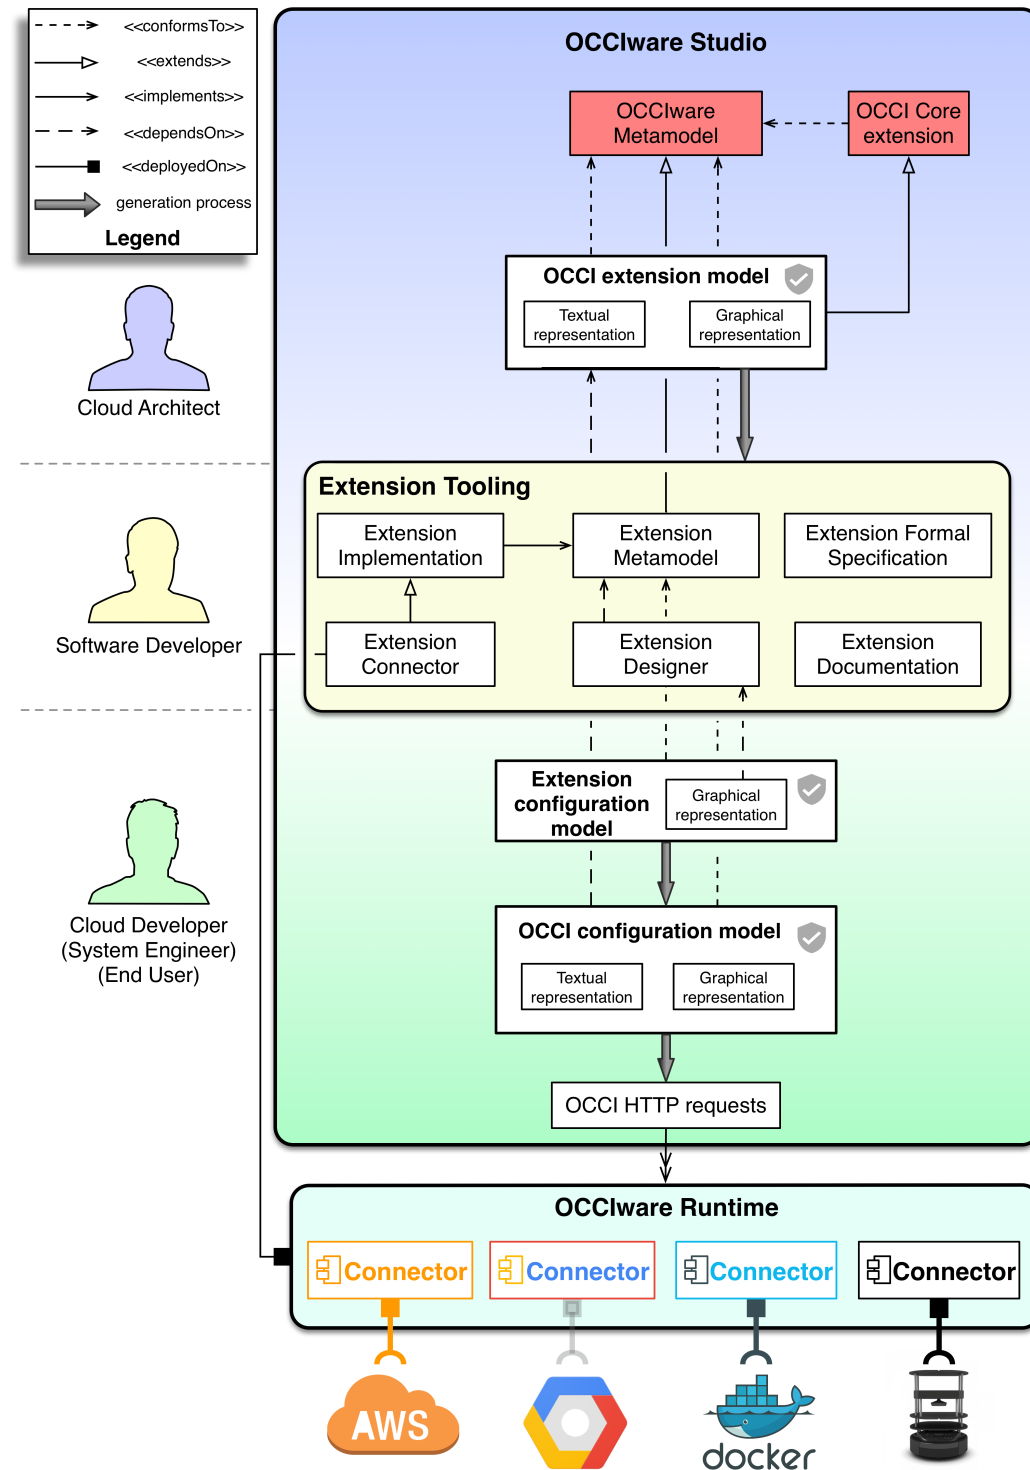 <<conformsTo>>
<<extends>>
<<implements>>
<<dependsOn>>
<<deployedOn>>
generation process
Legend
OCCIware Studio
OCCIware
Metamodel
OCCI Core
extension
OCCI extension model
Textual
representation
Graphical
representation
Cloud Architect
Extension Tooling
Extension
Implementation
Extension
Metamodel
Extension Formal
Specification
Extension
Connector
Extension
Designer
Extension
Documentation
Software Developer
Extension
configuration
model
Graphical
representation
Cloud Developer
(System Engineer)
(End User)
OCCI configuration model
Textual
representation
Graphical
representation
OCCI HTTP requests
OCCIware Runtime
Connector
Connector
Connector
Connector
AWS
docker